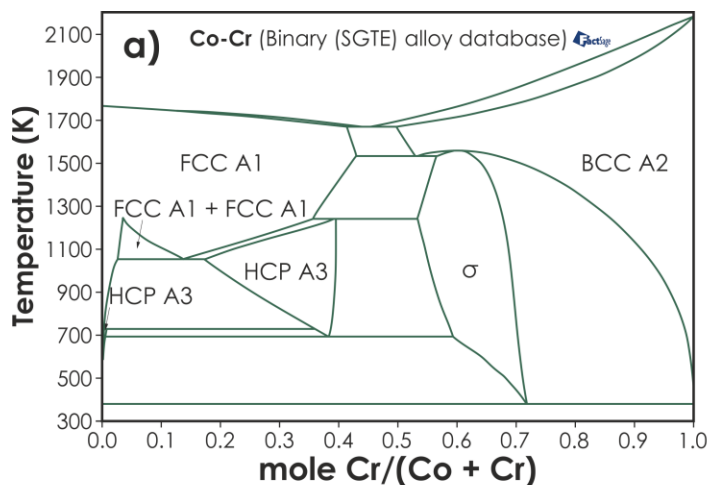 a) Co-Cr (Binary (SGTE) alloy database) FactSage
Temperature (K)
2100
1900
1700
1500
1300
1100
900
700
500
300
FCC A1
BCC A2
FCC A1 + FCC A1
HCP A3
HCP A3
σ
0.0 0.1 0.2 0.3 0.4 0.5 0.6 0.7 0.8 0.9 1.0
mole Cr/(Co + Cr)